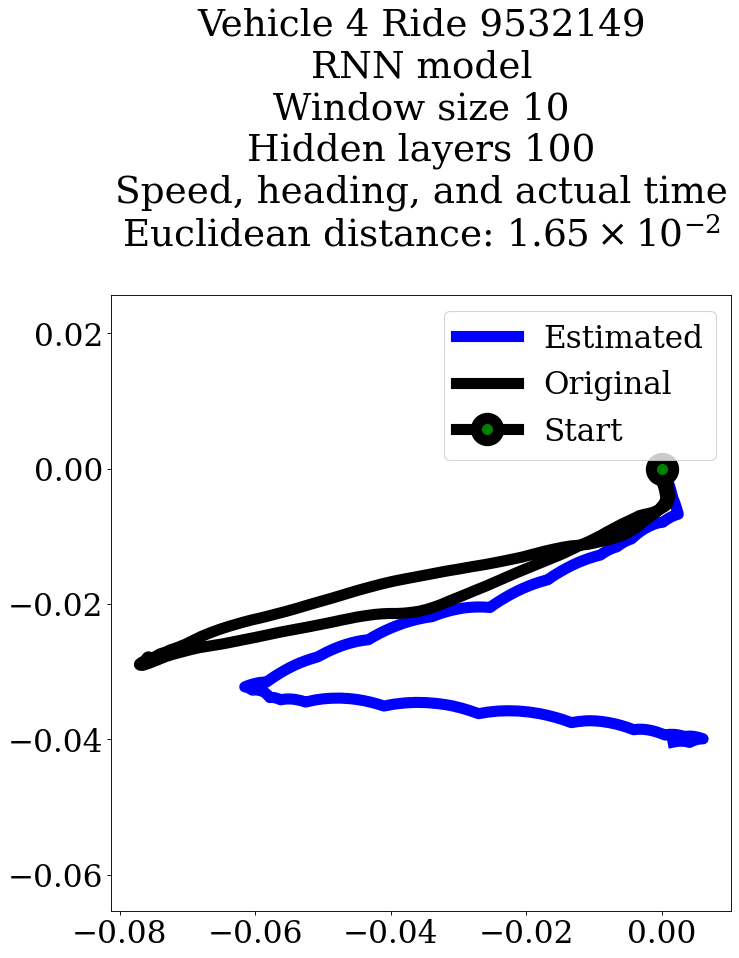 Vehicle 4 Ride 9532149
RNN model
Window size 10
Hidden layers 100
Speed, heading, and actual time
Euclidean distance: 1.65 × 10⁻²
Estimated
Original
Start
0.02
0.00
−0.02
−0.04
−0.06
−0.08 −0.06 −0.04 −0.02 0.00